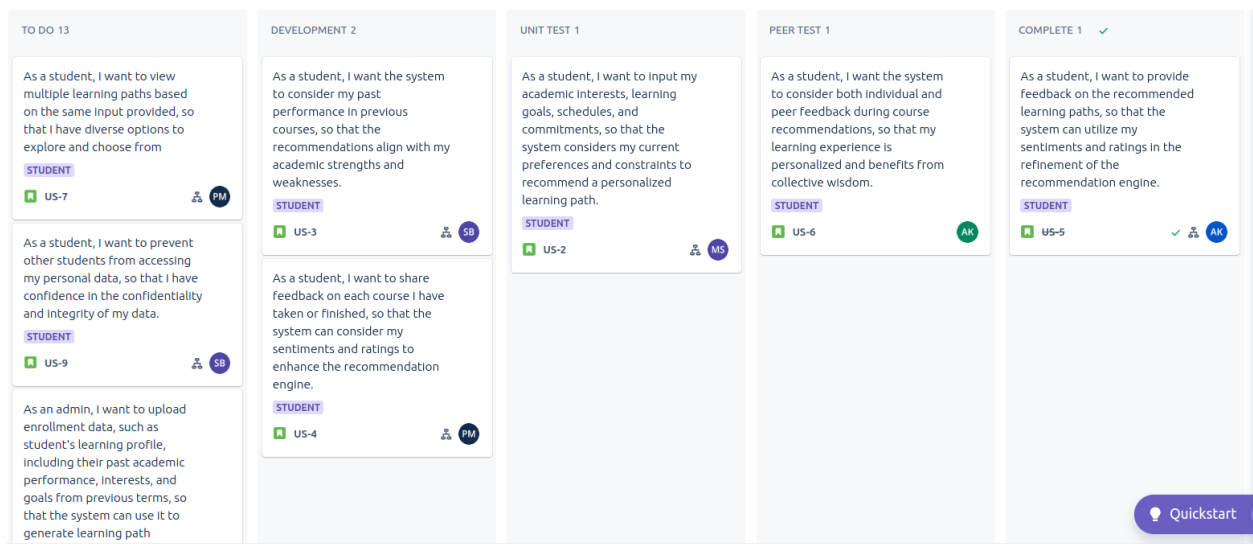 TO DO 13
As a student, I want to view
multiple learning paths based
on the same input provided, so
that I have diverse options to
explore and choose from
STUDENT
US-7
PM
As a student, I want to prevent
other students from accessing
my personal data, so that I have
confidence in the confidentiality
and integrity of my data.
STUDENT
US-9
SB
As an admin, I want to upload
enrollment data, such as
student's learning profile,
including their past academic
performance, interests, and
goals from previous terms, so
that the system can use it to
generate learning path
DEVELOPMENT 2
As a student, I want the system
to consider my past
performance in previous
courses, so that the
recommendations align with my
academic strengths and
weaknesses.
STUDENT
US-3
SB
As a student, I want to share
feedback on each course I have
taken or finished, so that the
system can consider my
sentiments and ratings to
enhance the recommendation
engine.
STUDENT
US-4
PM
UNIT TEST 1
As a student, I want to input my
academic interests, learning
goals, schedules, and
commitments, so that the
system considers my current
preferences and constraints to
recommend a personalized
learning path.
STUDENT
US-2
MS
PEER TEST 1
As a student, I want the system
to consider both individual and
peer feedback during course
recommendations, so that my
learning experience is
personalized and benefits from
collective wisdom.
STUDENT
US-6
AK
COMPLETE 1
As a student, I want to provide
feedback on the recommended
learning paths, so that the
system can utilize my
sentiments and ratings in the
refinement of the
recommendation engine.
STUDENT
US-5
AK
Quickstart